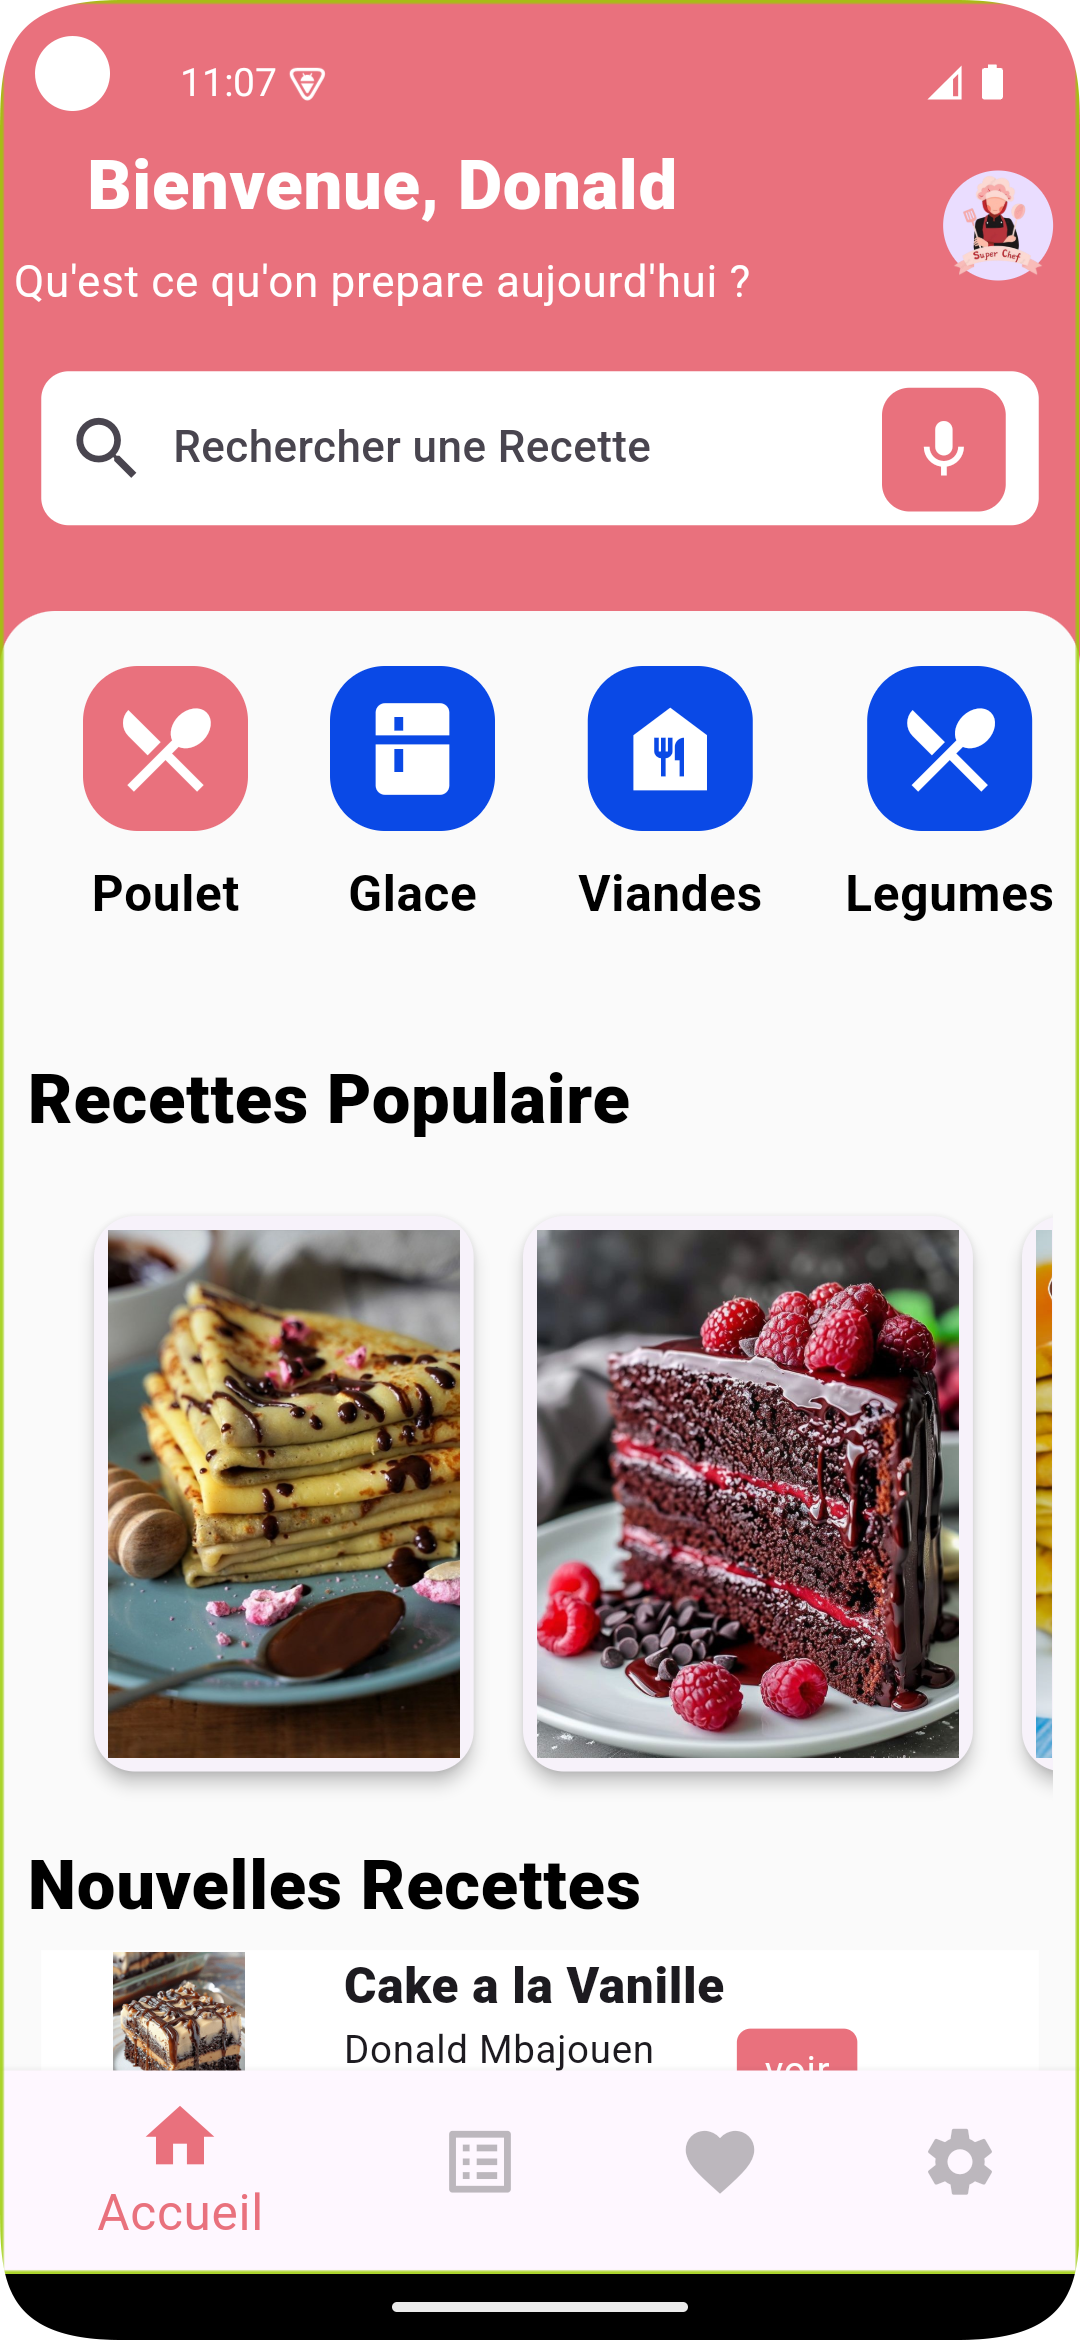 11:07
Bienvenue, Donald
Qu'est ce qu'on prepare aujourd'hui ?
Super Chef
Rechercher une Recette
Poulet
Glace
Viandes
Legumes
Recettes Populaire
Nouvelles Recettes
Cake a la Vanille
Donald Mbajouen
voir
Accueil